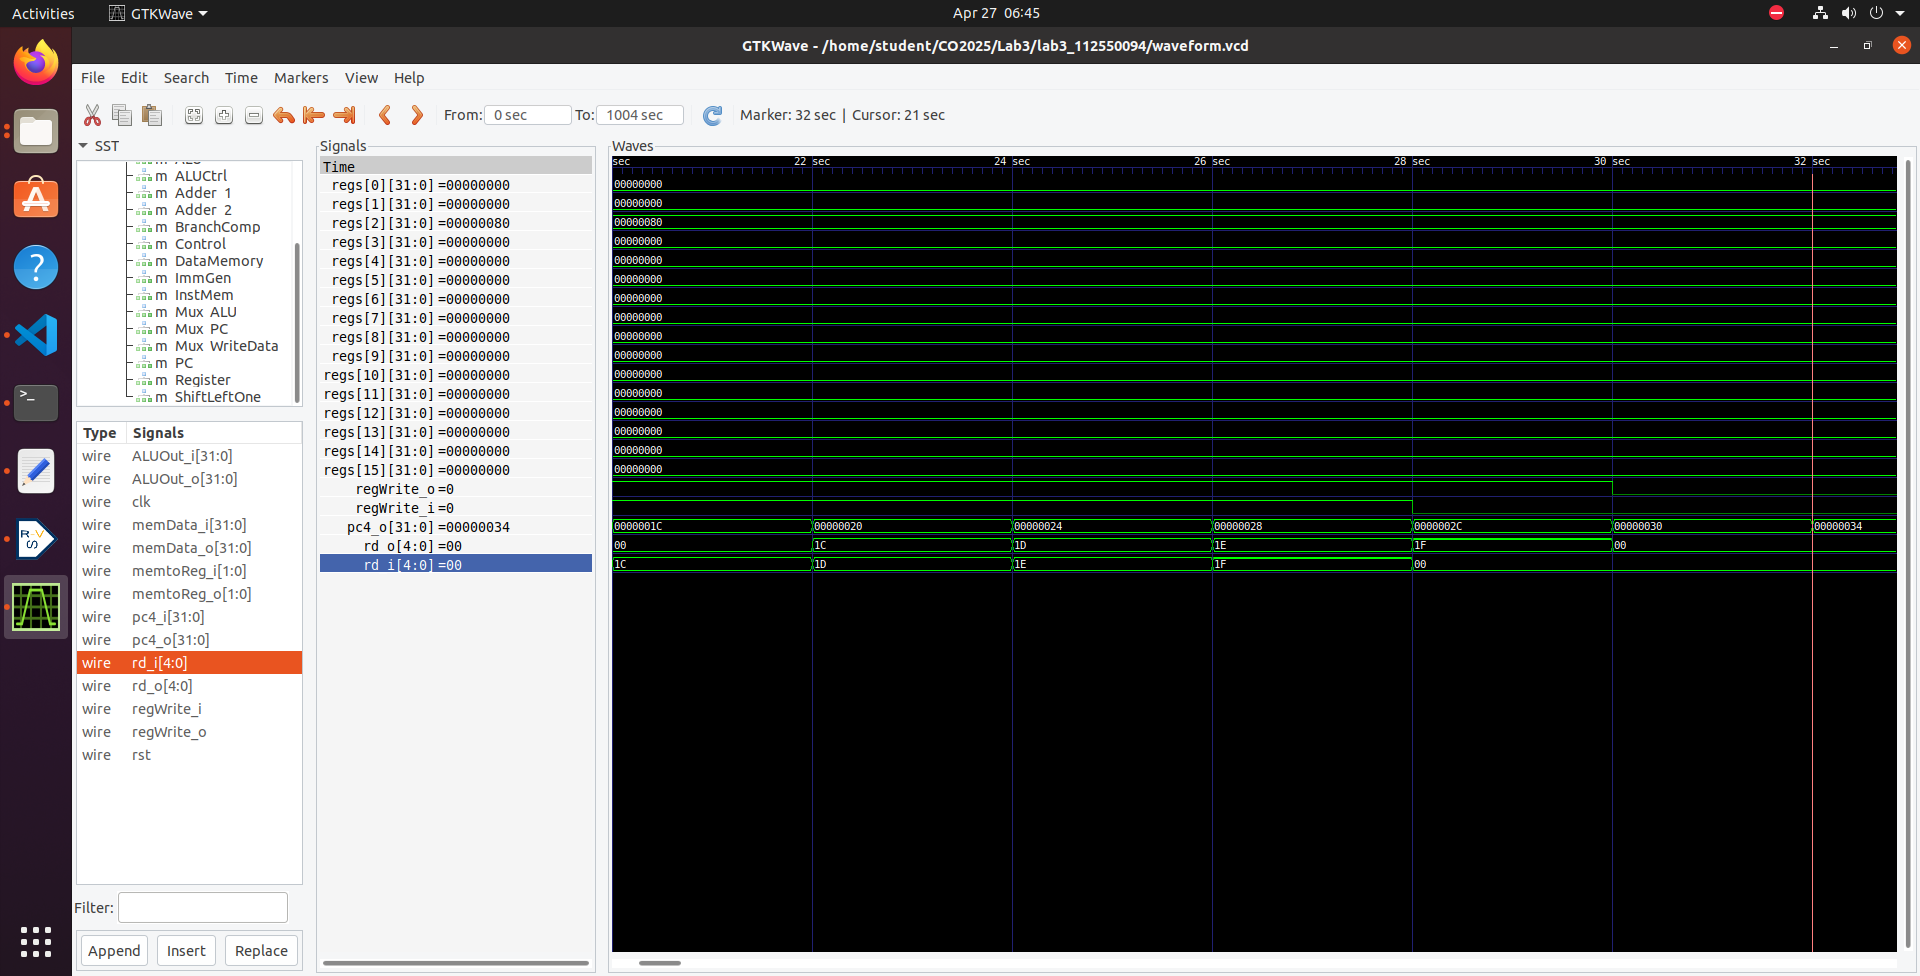 Activities GTKWave Apr 27 06:45
GTKWave - /home/student/CO2025/Lab3/lab3_112550094/waveform.vcd
File Edit Search Time Markers View Help
From: 0 sec To: 1004 sec Marker: 32 sec | Cursor: 21 sec
SST
m ALUCtrl
m Adder 1
m Adder 2
m BranchComp
m Control
m DataMemory
m ImmGen
m InstMem
m Mux ALU
m Mux PC
m Mux WriteData
m PC
m Register
m ShiftLeftOne
Type Signals
wire ALUOut_i[31:0]
wire ALUOut_o[31:0]
wire clk
wire memData_i[31:0]
wire memData_o[31:0]
wire memtoReg_i[1:0]
wire memtoReg_o[1:0]
wire pc4_i[31:0]
wire pc4_o[31:0]
wire rd_i[4:0]
wire rd_o[4:0]
wire regWrite_i
wire regWrite_o
wire rst
Filter:
Append Insert Replace
Signals
Time
regs[0][31:0]=00000000
regs[1][31:0]=00000000
regs[2][31:0]=00000080
regs[3][31:0]=00000000
regs[4][31:0]=00000000
regs[5][31:0]=00000000
regs[6][31:0]=00000000
regs[7][31:0]=00000000
regs[8][31:0]=00000000
regs[9][31:0]=00000000
regs[10][31:0]=00000000
regs[11][31:0]=00000000
regs[12][31:0]=00000000
regs[13][31:0]=00000000
regs[14][31:0]=00000000
regs[15][31:0]=00000000
regWrite_o=0
regWrite_i=0
pc4_o[31:0]=00000034
rd o[4:0]=00
rd i[4:0]=00
Waves
sec 22 sec 24 sec 26 sec 28 sec 30 sec 32 sec
00000000
00000000
00000080
00000000
00000000
00000000
00000000
00000000
00000000
00000000
00000000
00000000
00000000
00000000
00000000
00000000
0000001C 00000020 00000024 00000028 0000002C 00000030 00000034
00 1C 1D 1E 1F 00
1C 1D 1E 1F 00